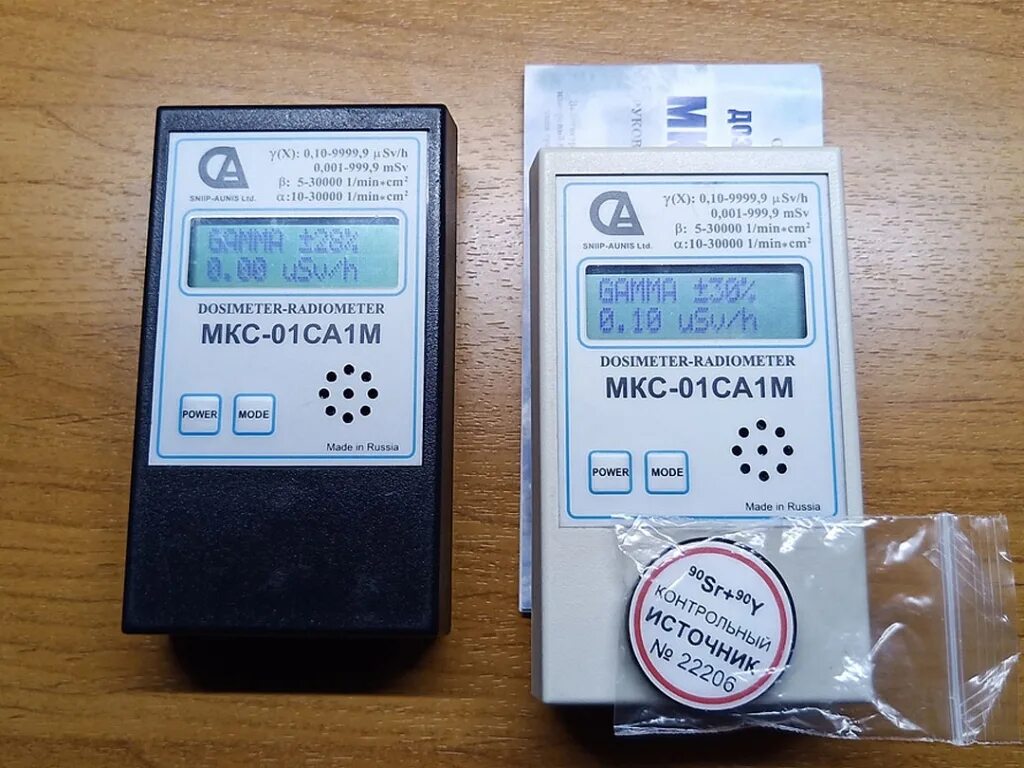 γ(X): 0,10-9999,9 μSv/h
0,001-999,9 mSv
β: 5-30000 1/min∗cm²
α:10-30000 1/min∗cm²
SNIIP-AUNIS Ltd.
GAMMA ±28%
0.00 uSv/h
DOSIMETER-RADIOMETER
МКС-01СА1М
POWER
MODE
Made in Russia
γ(X): 0,10-9999,9 μSv/h
0,001-999,9 mSv
β: 5-30000 1/min∗cm²
α:10-30000 1/min∗cm²
SNIIP-AUNIS Ltd.
GAMMA ±30%
0.10 uSv/h
DOSIMETER-RADIOMETER
МКС-01СА1М
POWER
MODE
Made in Russia
⁹⁰Sr+⁹⁰Y
КОНТРОЛЬНЫЙ
ИСТОЧНИК
№ 22206